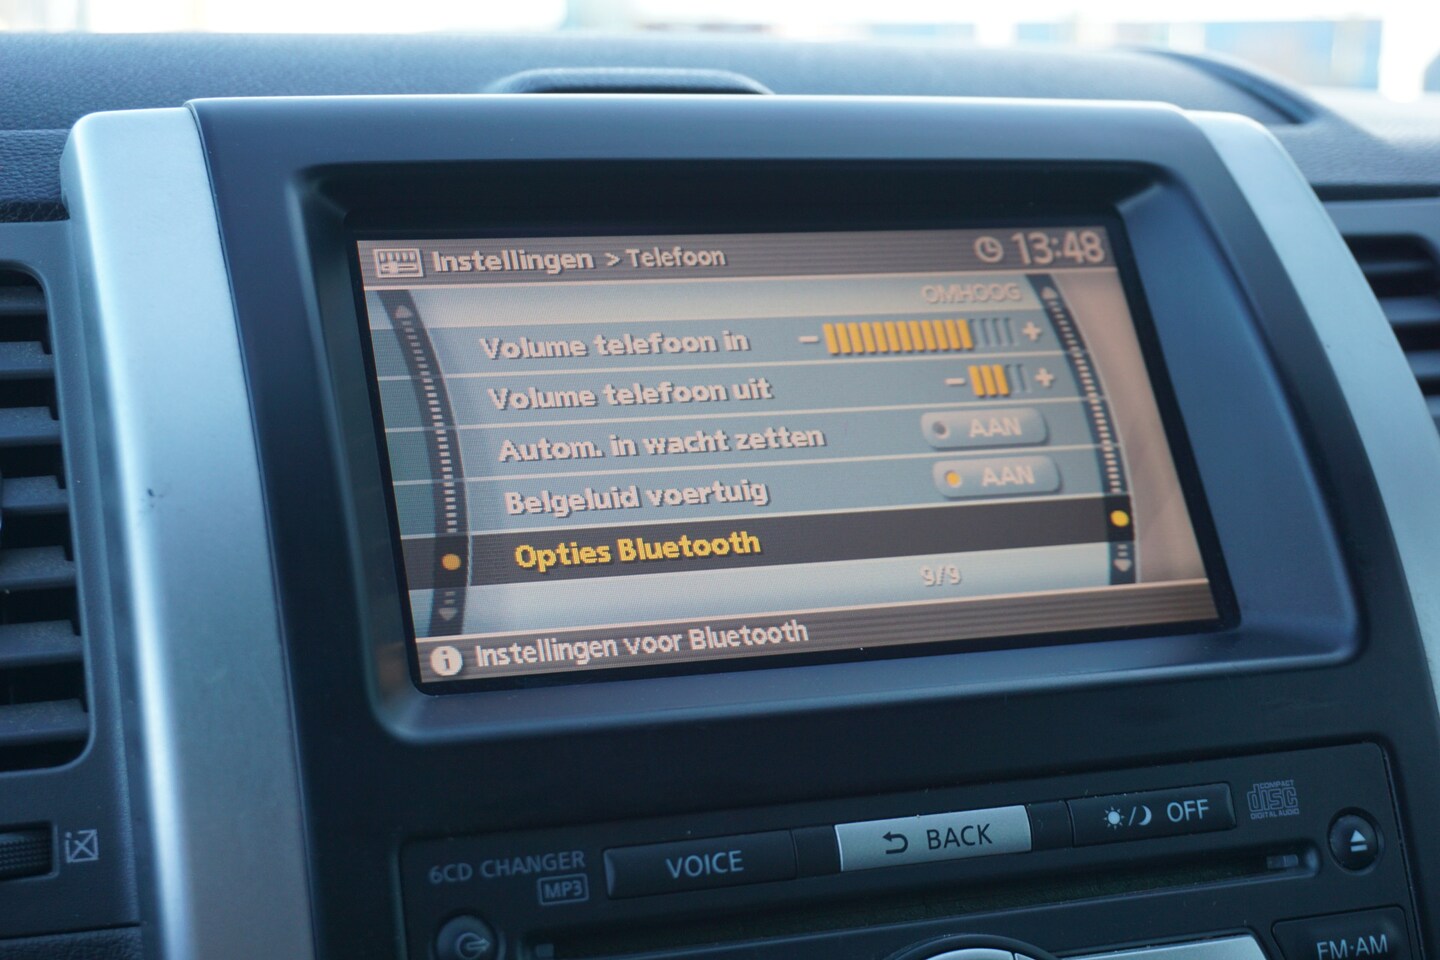 Instellingen > Telefoon 13:48
OMHOOG
Volume telefoon in − +
Volume telefoon uit − +
Autom. in wacht zetten AAN
Belgeluid voertuig AAN
Opties Bluetooth
9/9
i Instellingen voor Bluetooth
6CD CHANGER
MP3
VOICE
BACK
OFF
COMPACT
disc
DIGITAL AUDIO
FM·AM